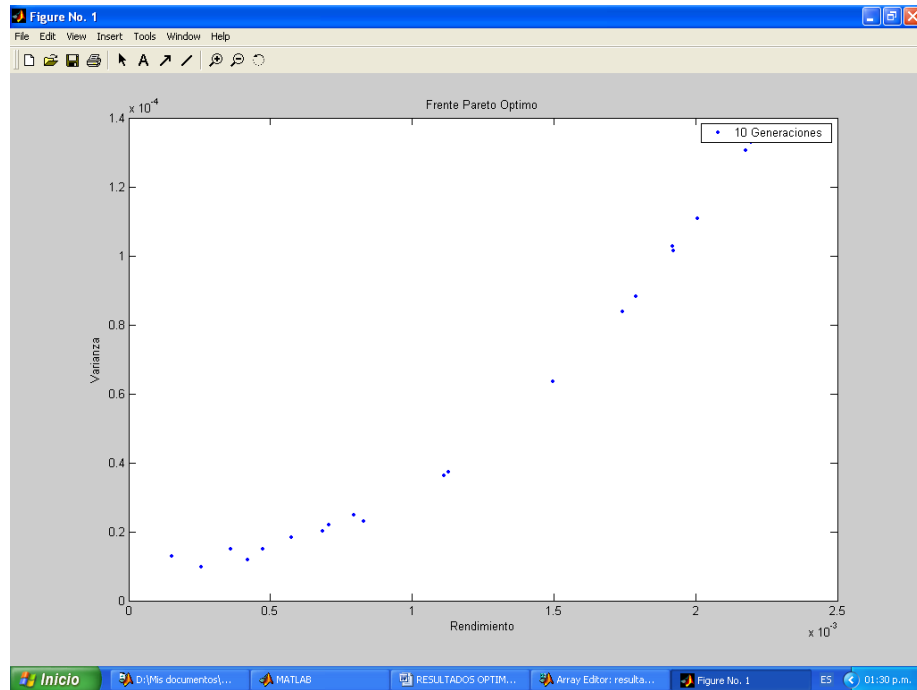 Figure No. 1
File Edit View Insert Tools Window Help
A
Frente Pareto Optimo
x 10^-4
1.4
1.2
1
0.8
0.6
0.4
0.2
0
10 Generaciones
Varianza
0 0.5 1 1.5 2 2.5
x 10^-3
Rendimiento
Inicio D:\Mis documentos\... MATLAB RESULTADOS OPTIM... Array Editor: resulta... Figure No. 1 ES 01:30 p.m.